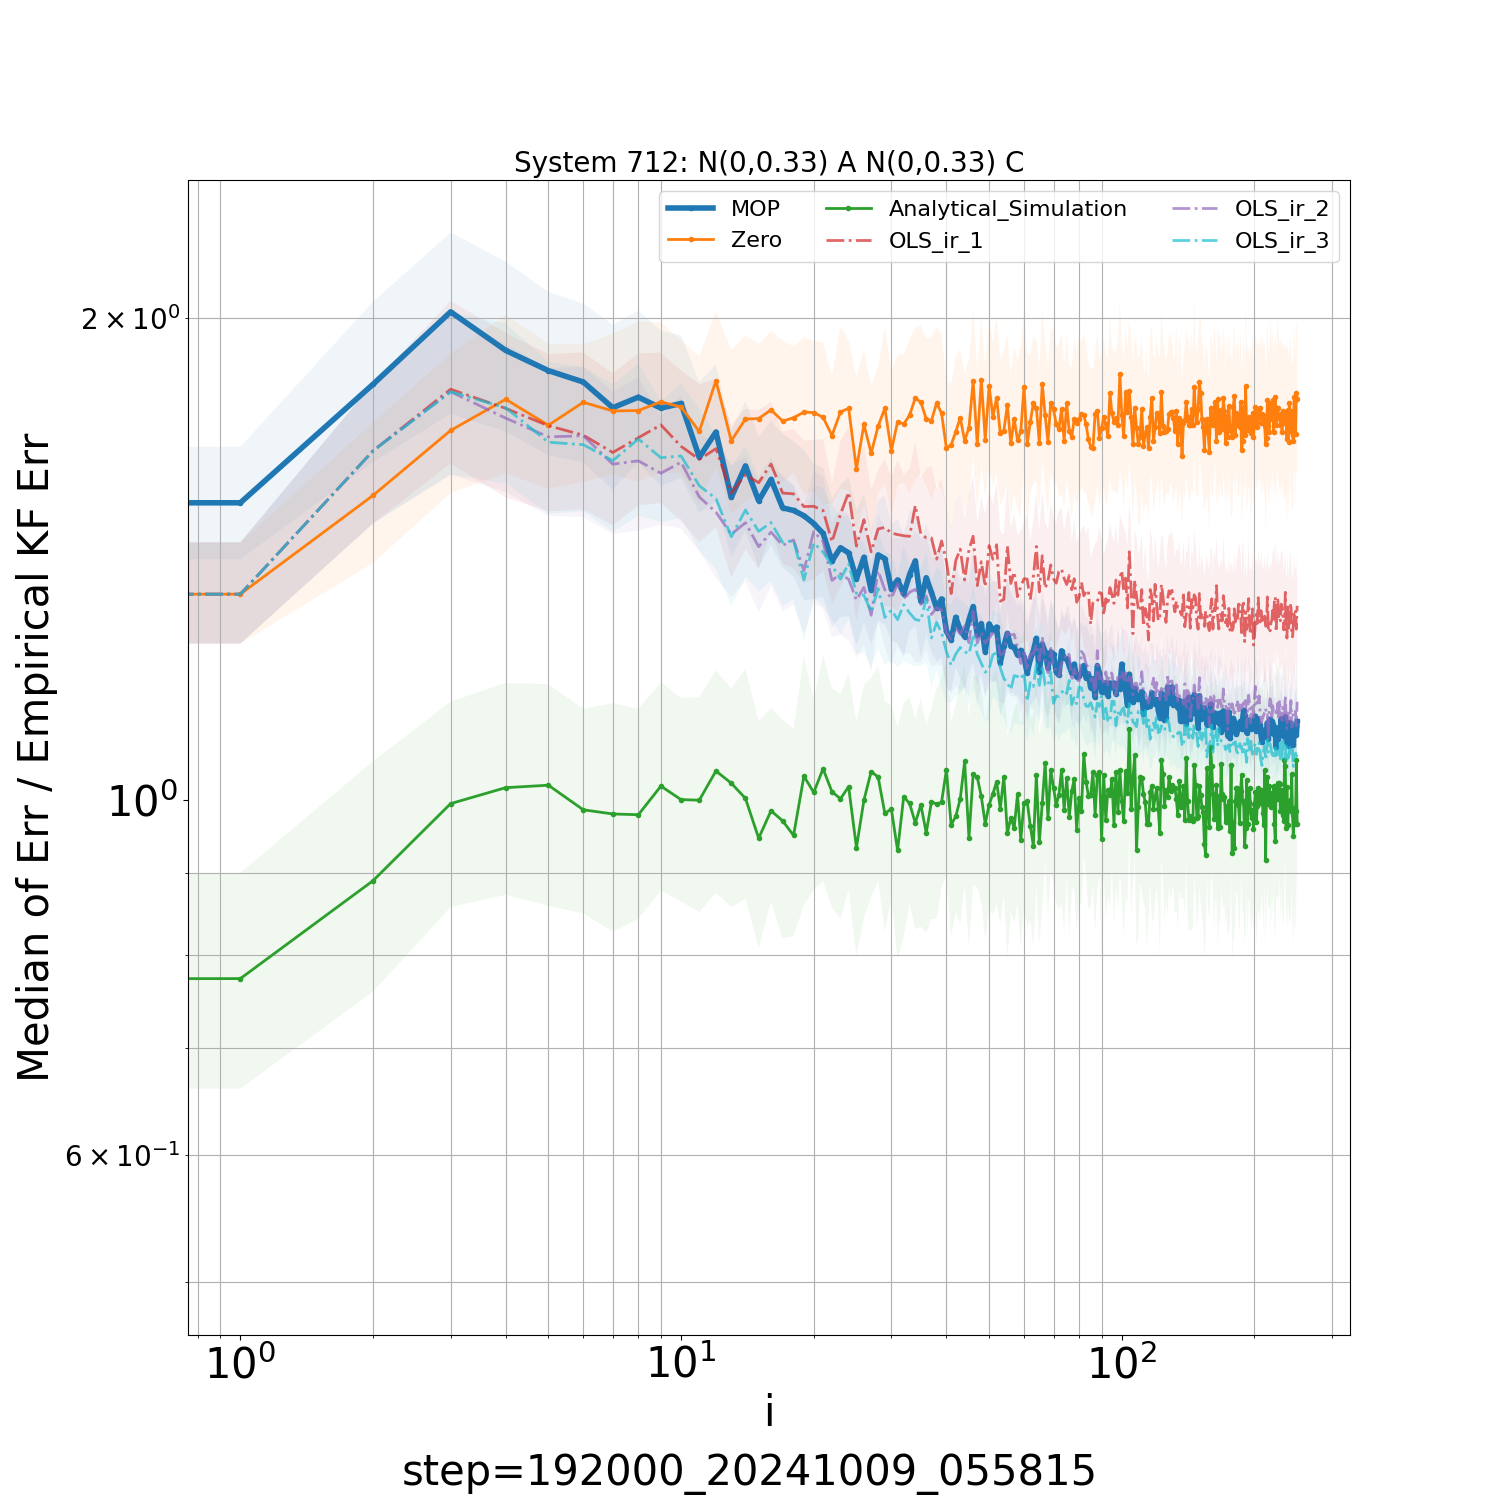 System 712: N(0,0.33) A N(0,0.33) C
MOP
Zero
Analytical_Simulation
OLS_ir_1
OLS_ir_2
OLS_ir_3
Median of Err / Empirical KF Err
2 × 10⁰
10⁰
6 × 10⁻¹
10⁰
10¹
10²
i
step=192000_20241009_055815